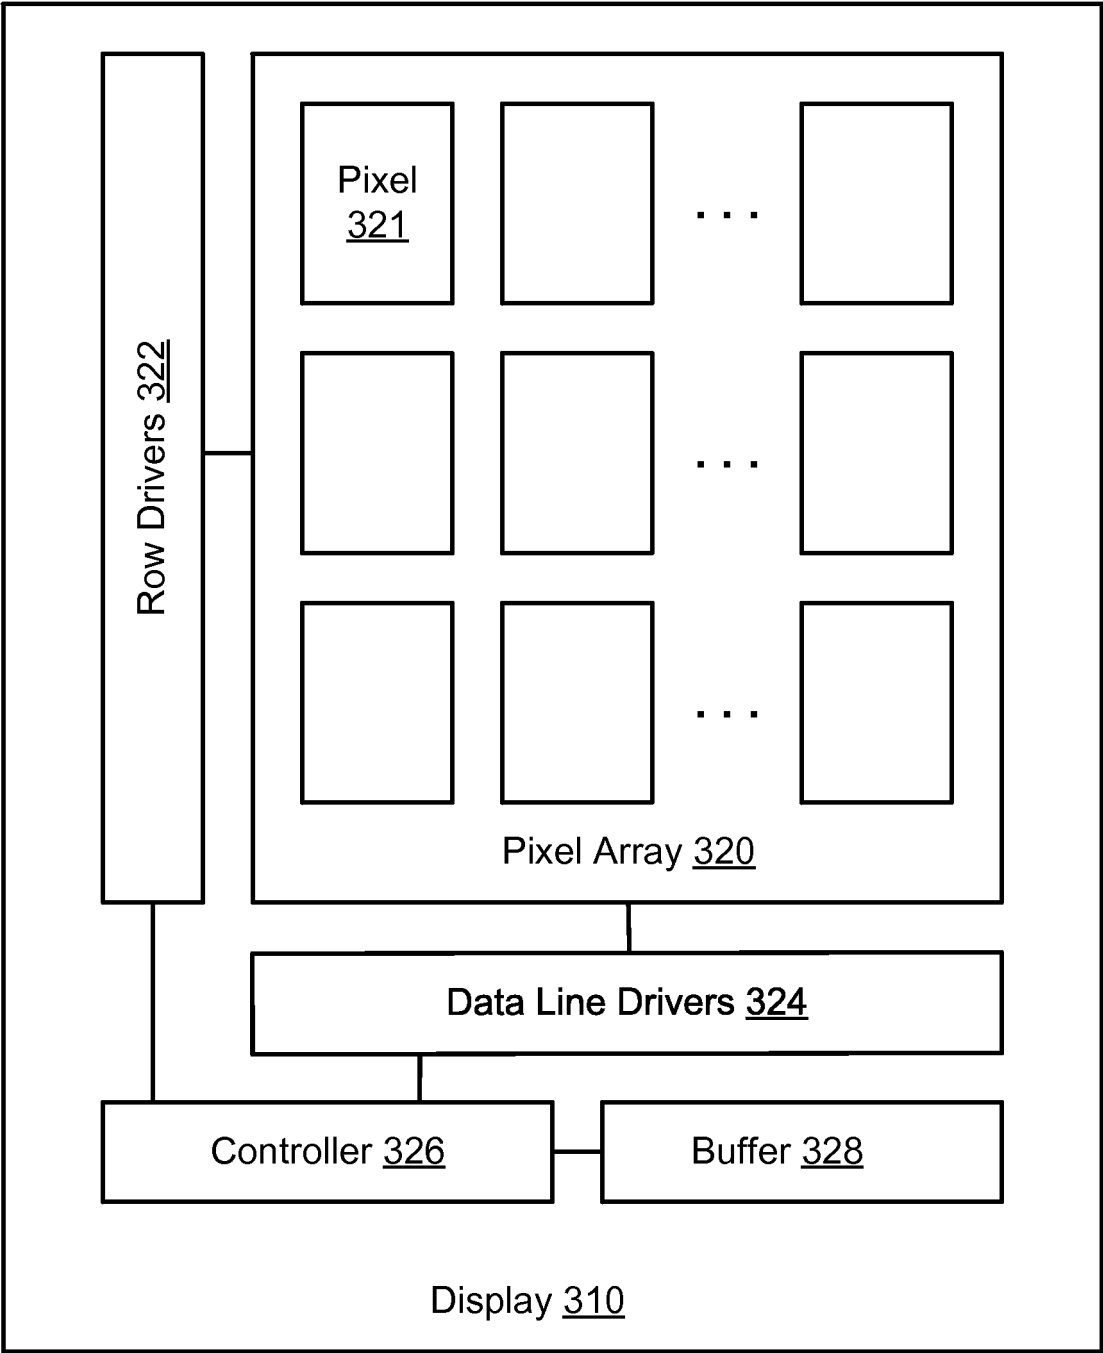 Pixel
321
. . .
Row Drivers 322
. . .
. . .
Pixel Array 320
Data Line Drivers 324
Controller 326
Buffer 328
Display 310